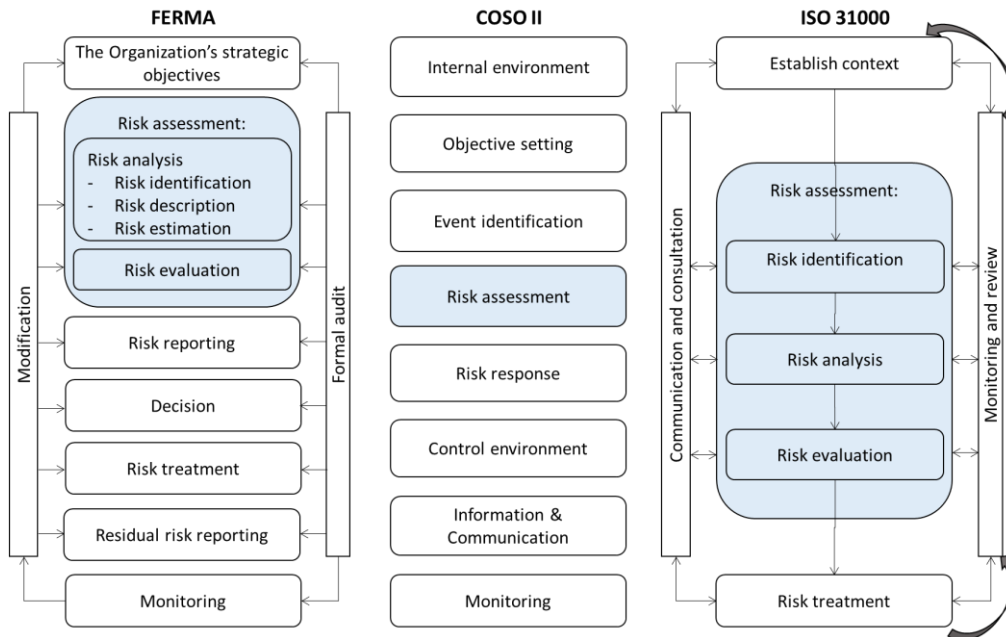 FERMA
The Organization's strategic
objectives
Modification
Formal audit
Risk assessment:
Risk analysis
- Risk identification
- Risk description
- Risk estimation
Risk evaluation
Risk reporting
Decision
Risk treatment
Residual risk reporting
Monitoring
COSO II
Internal environment
Objective setting
Event identification
Risk assessment
Risk response
Control environment
Information &
Communication
Monitoring
ISO 31000
Establish context
Communication and consultation
Monitoring and review
Risk assessment:
Risk identification
Risk analysis
Risk evaluation
Risk treatment